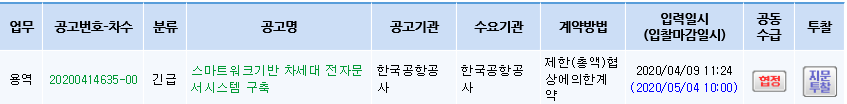 업무 공고번호-차수 분류 공고명 공고기관 수요기관 계약방법 입력일시 공동 투찰
(입찰마감일시) 수급
용역 20200414635-00 긴급 스마트워크기반 차세대 전자문 한국공항공 한국공항공 제한(총액)협 2020/04/09 11:24 협정 지문
서시스템 구축 사 사 상에의한계 (2020/05/04 10:00) 투찰
약